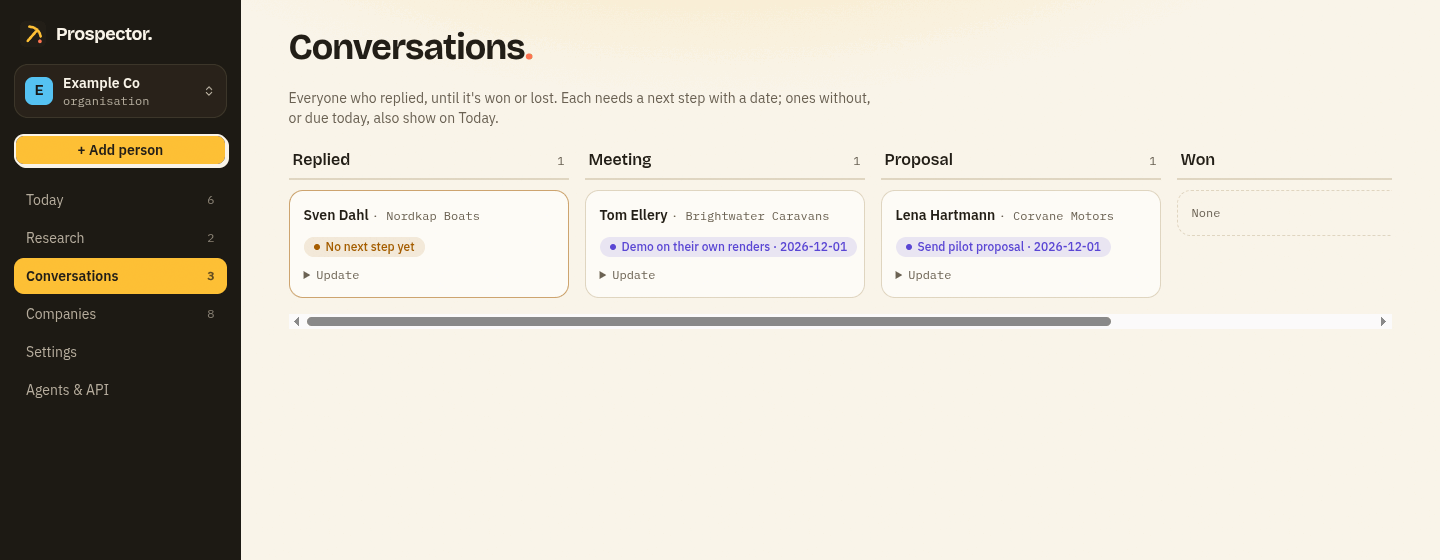 Prospector.
E
Example Co
organisation
+ Add person
Today 6
Research 2
Conversations 3
Companies 8
Settings
Agents & API
Conversations.
Everyone who replied, until it's won or lost. Each needs a next step with a date; ones without,
or due today, also show on Today.
Replied 1
Sven Dahl · Nordkap Boats
No next step yet
Update
Meeting 1
Tom Ellery · Brightwater Caravans
Demo on their own renders · 2026-12-01
Update
Proposal 1
Lena Hartmann · Corvane Motors
Send pilot proposal · 2026-12-01
Update
Won
None